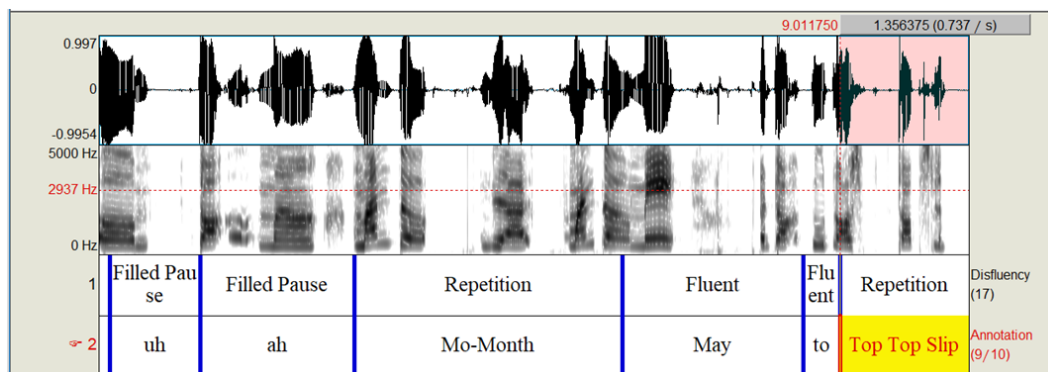 9.011750 1.356375 (0.737 / s)
0.997
0
-0.9954
5000 Hz
2937 Hz
0 Hz
1 Filled Pau
se Filled Pause Repetition Fluent Flu
ent Repetition Disfluency
(17)
2 uh ah Mo-Month May to Top Top Slip Annotation
(9/10)